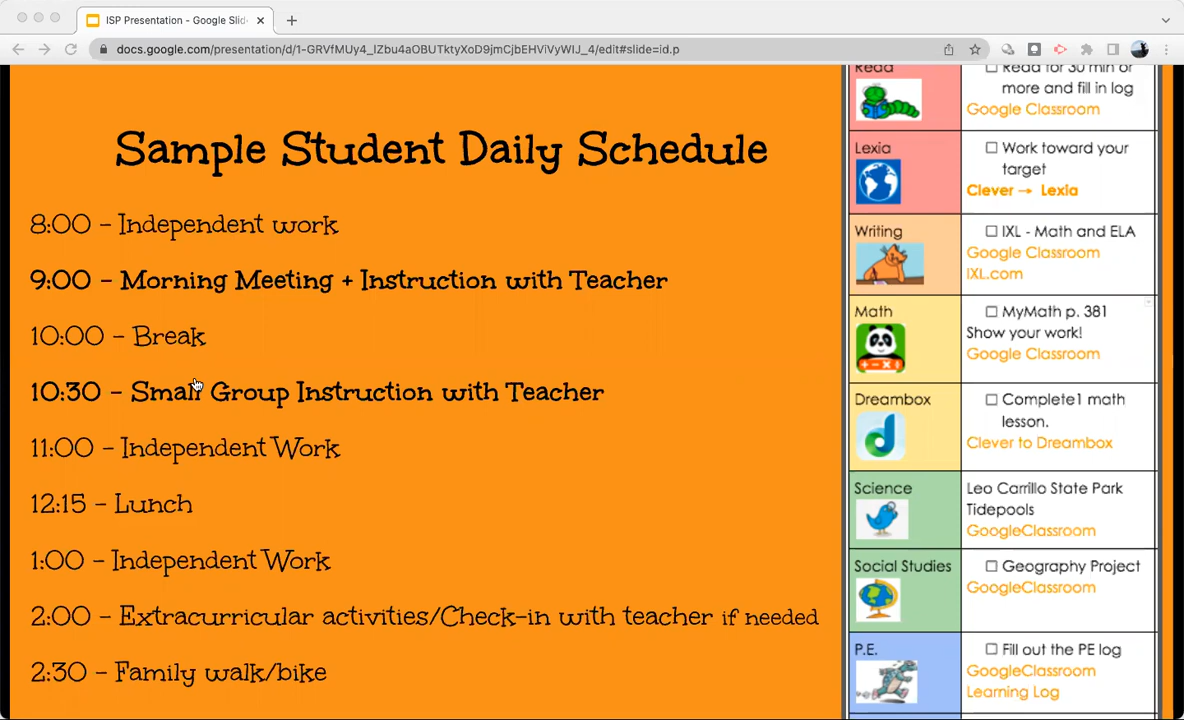 ISP Presentation - Google Slid
docs.google.com/presentation/d/1-GRVfMUy4_IZbu4aOBUTktyXoD9jmCjbEHViVyWIJ_4/edit#slide=id.p
Sample Student Daily Schedule
8:00 - Independent work
9:00 - Morning Meeting + Instruction with Teacher
10:00 - Break
10:30 - Small Group Instruction with Teacher
11:00 - Independent Work
12:15 - Lunch
1:00 - Independent Work
2:00 - Extracurricular activities/Check-in with teacher if needed
2:30 - Family walk/bike
Read
☐ Read for 30 min or
more and fill in log
Google Classroom
Lexia
☐ Work toward your
target
Clever → Lexia
Writing
☐ IXL - Math and ELA
Google Classroom
IXL.com
Math
☐ MyMath p. 381
Show your work!
Google Classroom
Dreambox
☐ Complete1 math
lesson.
Clever to Dreambox
Science
Leo Carrillo State Park
Tidepools
GoogleClassroom
Social Studies
☐ Geography Project
GoogleClassroom
P.E.
☐ Fill out the PE log
GoogleClassroom
Learning Log